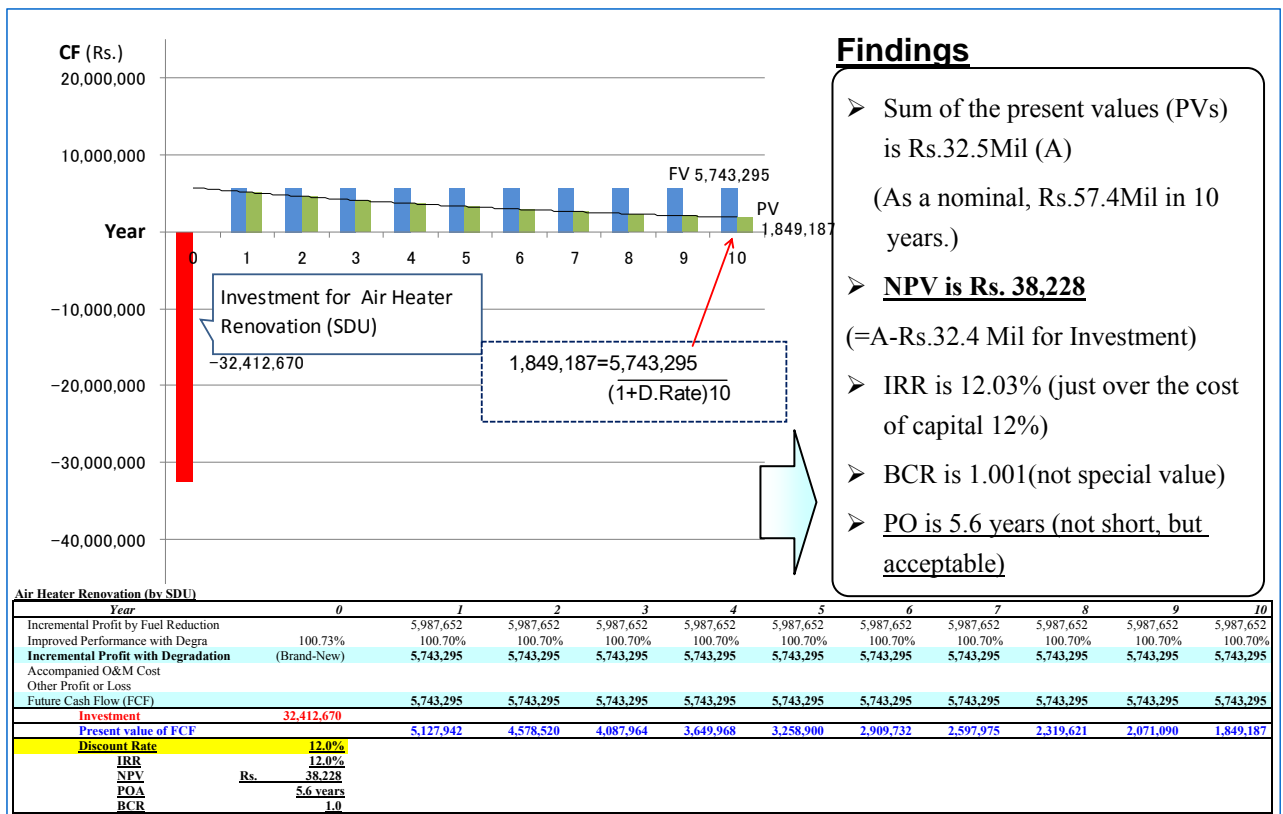 CF (Rs.)
20,000,000
10,000,000
Year
−10,000,000
−20,000,000
−30,000,000
−40,000,000
0 1 2 3 4 5 6 7 8 9 10
FV 5,743,295
PV
1,849,187
Investment for Air Heater
Renovation (SDU)
−32,412,670
1,849,187=5,743,295
(1+D.Rate)10
Findings
➢ Sum of the present values (PVs)
is Rs.32.5Mil (A)
(As a nominal, Rs.57.4Mil in 10
years.)
➢ NPV is Rs. 38,228
(=A-Rs.32.4 Mil for Investment)
➢ IRR is 12.03% (just over the cost
of capital 12%)
➢ BCR is 1.001(not special value)
➢ PO is 5.6 years (not short, but
acceptable)
Air Heater Renovation (by SDU)
Year 0 1 2 3 4 5 6 7 8 9 10
Incremental Profit by Fuel Reduction 5,987,652 5,987,652 5,987,652 5,987,652 5,987,652 5,987,652 5,987,652 5,987,652 5,987,652 5,987,652
Improved Performance with Degra 100.73% 100.70% 100.70% 100.70% 100.70% 100.70% 100.70% 100.70% 100.70% 100.70% 100.70%
Incremental Profit with Degradation (Brand-New) 5,743,295 5,743,295 5,743,295 5,743,295 5,743,295 5,743,295 5,743,295 5,743,295 5,743,295 5,743,295
Accompanied O&M Cost
Other Profit or Loss
Future Cash Flow (FCF) 5,743,295 5,743,295 5,743,295 5,743,295 5,743,295 5,743,295 5,743,295 5,743,295 5,743,295 5,743,295
Investment 32,412,670
Present value of FCF 5,127,942 4,578,520 4,087,964 3,649,968 3,258,900 2,909,732 2,597,975 2,319,621 2,071,090 1,849,187
Discount Rate 12.0%
IRR 12.0%
NPV Rs. 38,228
POA 5.6 years
BCR 1.0